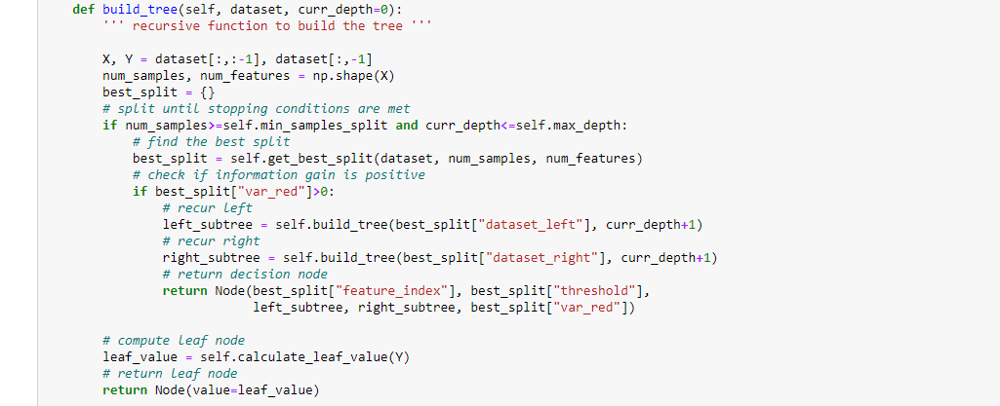 def build_tree(self, dataset, curr_depth=0):
''' recursive function to build the tree '''
X, Y = dataset[:,:-1], dataset[:,-1]
num_samples, num_features = np.shape(X)
best_split = {}
# split until stopping conditions are met
if num_samples>=self.min_samples_split and curr_depth<=self.max_depth:
# find the best split
best_split = self.get_best_split(dataset, num_samples, num_features)
# check if information gain is positive
if best_split["var_red"]>0:
# recur left
left_subtree = self.build_tree(best_split["dataset_left"], curr_depth+1)
# recur right
right_subtree = self.build_tree(best_split["dataset_right"], curr_depth+1)
# return decision node
return Node(best_split["feature_index"], best_split["threshold"],
left_subtree, right_subtree, best_split["var_red"])
# compute leaf node
leaf_value = self.calculate_leaf_value(Y)
# return leaf node
return Node(value=leaf_value)